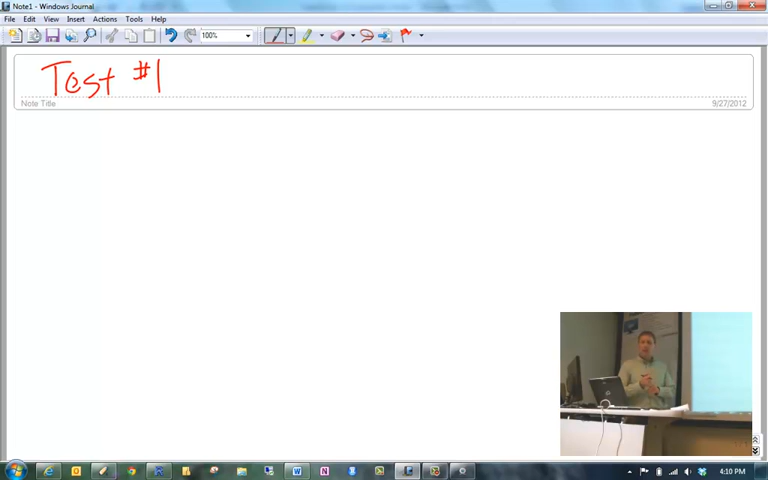 Note1 - Windows Journal
File Edit View Insert Actions Tools Help
100%
Test #1
Note Title
9/27/2012
4:10 PM